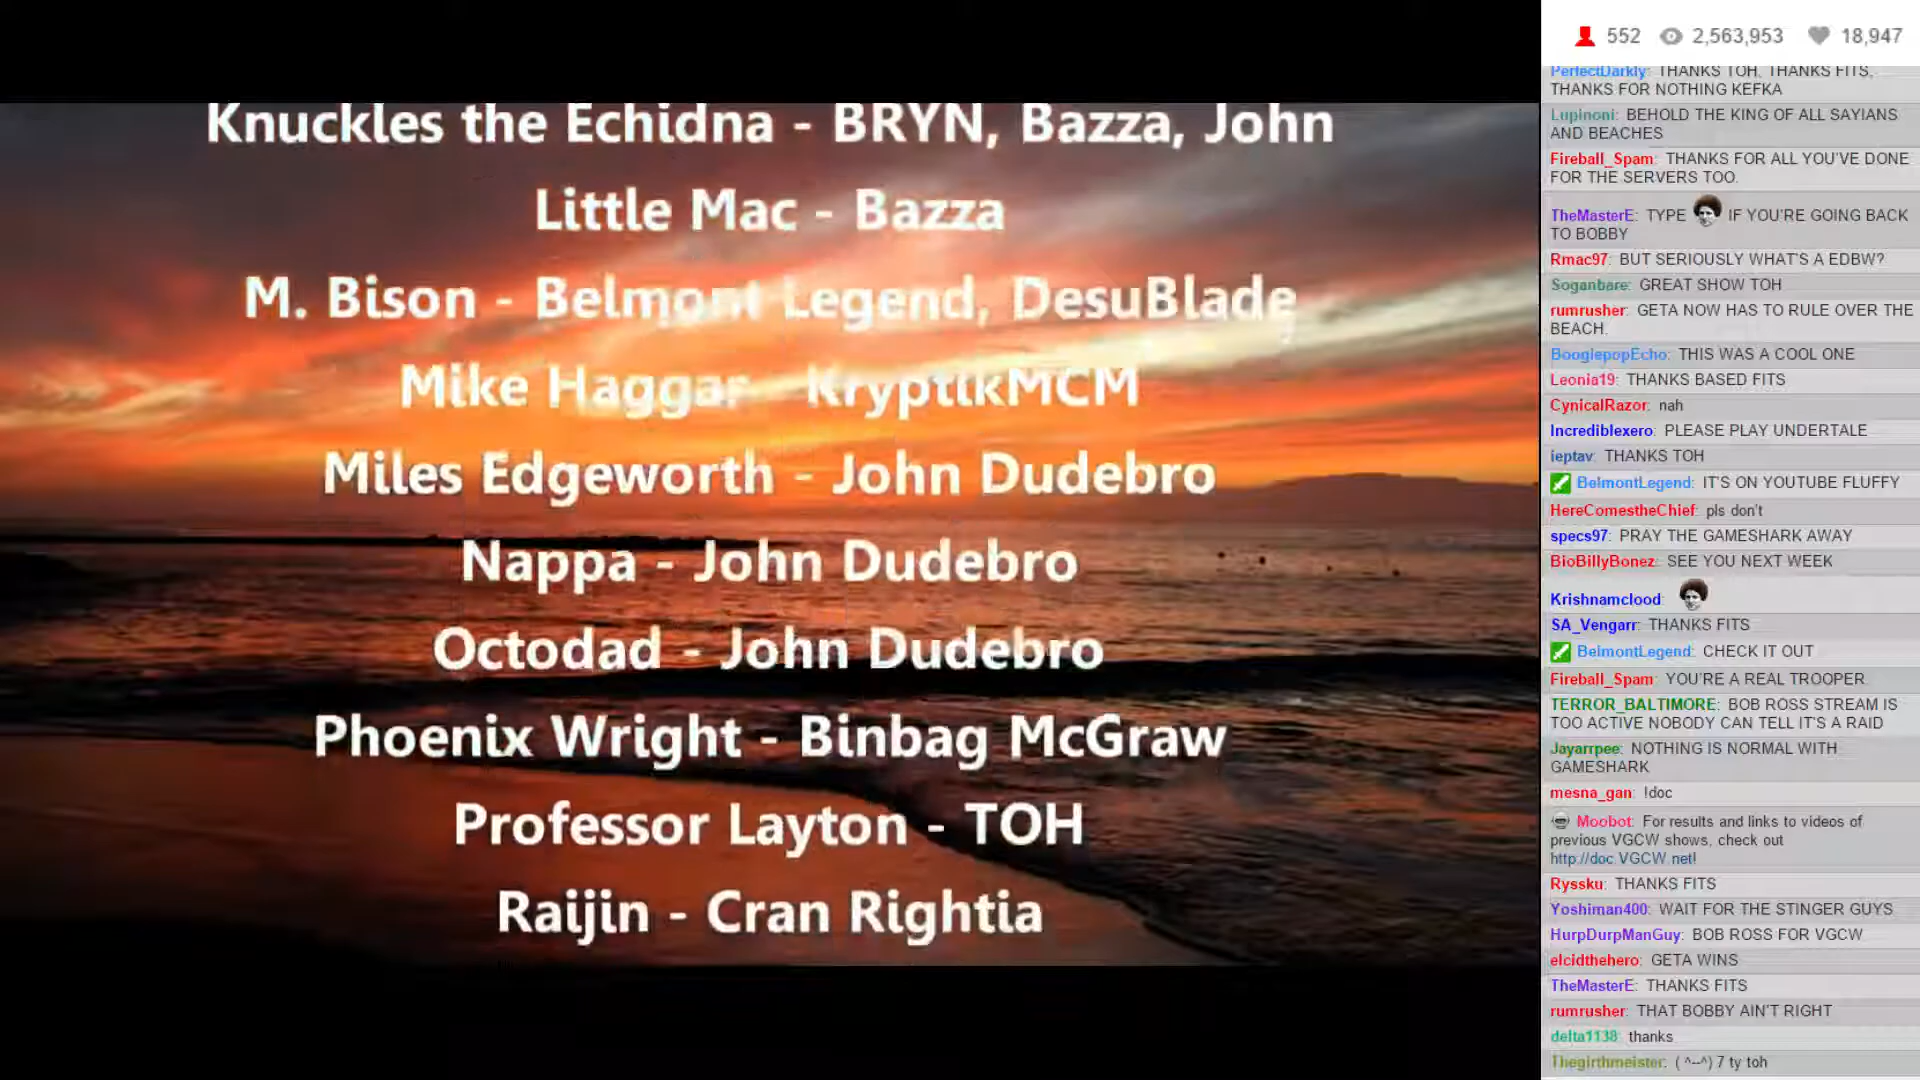 Knuckles the Echidna - BRYN, Bazza, John
Little Mac - Bazza
M. Bison - Belmont Legend, DesuBlade
Mike Haggar - KryptikMCM
Miles Edgeworth - John Dudebro
Nappa - John Dudebro
Octodad - John Dudebro
Phoenix Wright - Binbag McGraw
Professor Layton - TOH
Raijin - Cran Rightia
552 2,563,953 18,947
PerfectDarkly: THANKS TOH, THANKS FITS,
THANKS FOR NOTHING KEFKA
Lupinoni: BEHOLD THE KING OF ALL SAYIANS
AND BEACHES
Fireball_Spam: THANKS FOR ALL YOU'VE DONE
FOR THE SERVERS TOO.
TheMasterE: TYPE IF YOU'RE GOING BACK
TO BOBBY
Rmac97: BUT SERIOUSLY WHAT'S A EDBW?
Soganbare: GREAT SHOW TOH
rumrusher: GETA NOW HAS TO RULE OVER THE
BEACH.
BoogiepopEcho: THIS WAS A COOL ONE
Leonia19: THANKS BASED FITS
CynicalRazor: nah
Incrediblexero: PLEASE PLAY UNDERTALE
ieptav: THANKS TOH
BelmontLegend: IT'S ON YOUTUBE FLUFFY
HereComestheChief: pls don't
specs97: PRAY THE GAMESHARK AWAY
BioBillyBonez: SEE YOU NEXT WEEK
Krishnamclood:
SA_Vengarr: THANKS FITS
BelmontLegend: CHECK IT OUT
Fireball_Spam: YOU'RE A REAL TROOPER.
TERROR_BALTIMORE: BOB ROSS STREAM IS
TOO ACTIVE NOBODY CAN TELL IT'S A RAID
Jayarrpee: NOTHING IS NORMAL WITH
GAMESHARK
mesna_gan: !doc
Moobot: For results and links to videos of
previous VGCW shows, check out
http://doc.VGCW.net!
Ryssku: THANKS FITS
Yoshiman400: WAIT FOR THE STINGER GUYS
HurpDurpManGuy: BOB ROSS FOR VGCW
elcidthehero: GETA WINS
TheMasterE: THANKS FITS
rumrusher: THAT BOBBY AIN'T RIGHT
delta1138: thanks
Thegirthmeister: ( ^--^) 7 ty toh